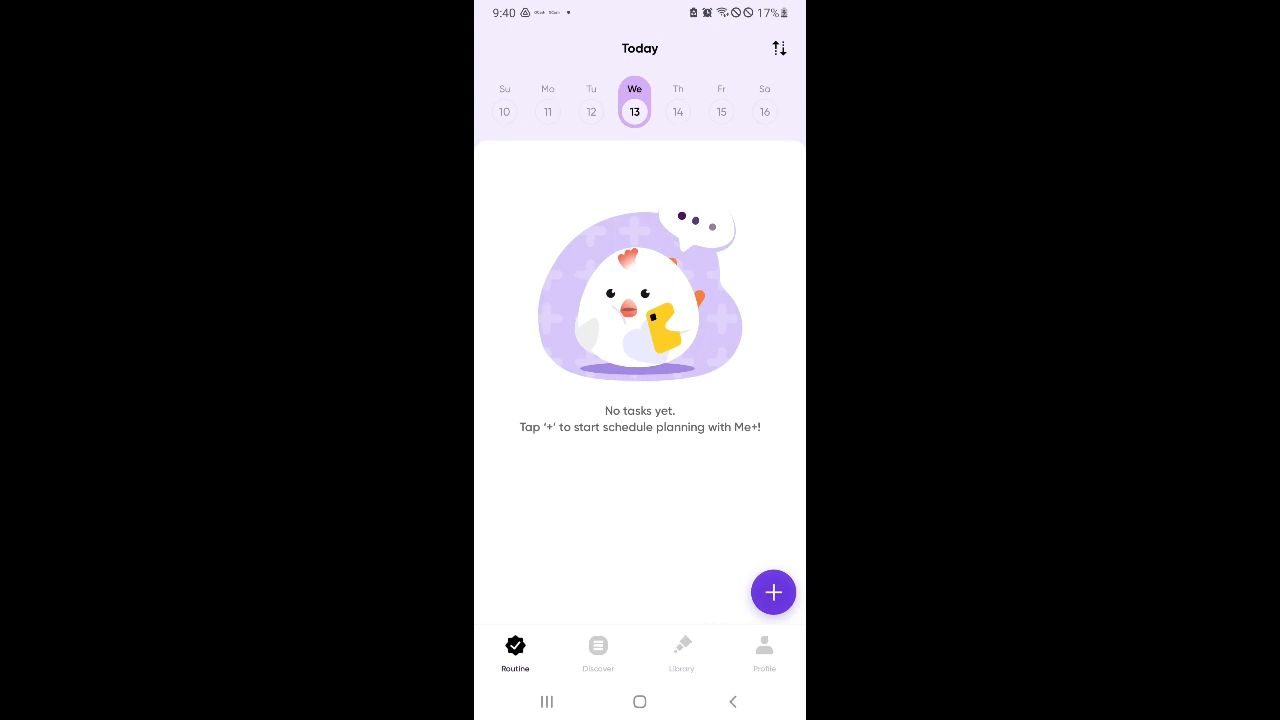 9:40 17%
Today
Su Mo Tu We Th Fr Sa
10 11 12 13 14 15 16
No tasks yet.
Tap ‘+’ to start schedule planning with Me+!
Routine Discover Library Profile